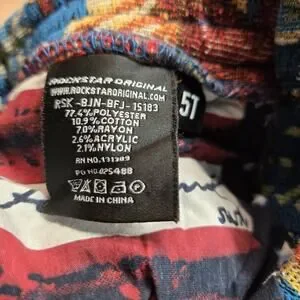 ROCKSTAR ORIGINAL
WWW.ROCKSTARORIGINAL.COM
RSK-BJN-BFJ-15183
77.4%POLYESTER
10.9%COTTON
7.0%RAYON
2.6%ACRYLIC
2.1%NYLON
RN NO.131389
PO NO.025488
MADE IN CHINA
5T